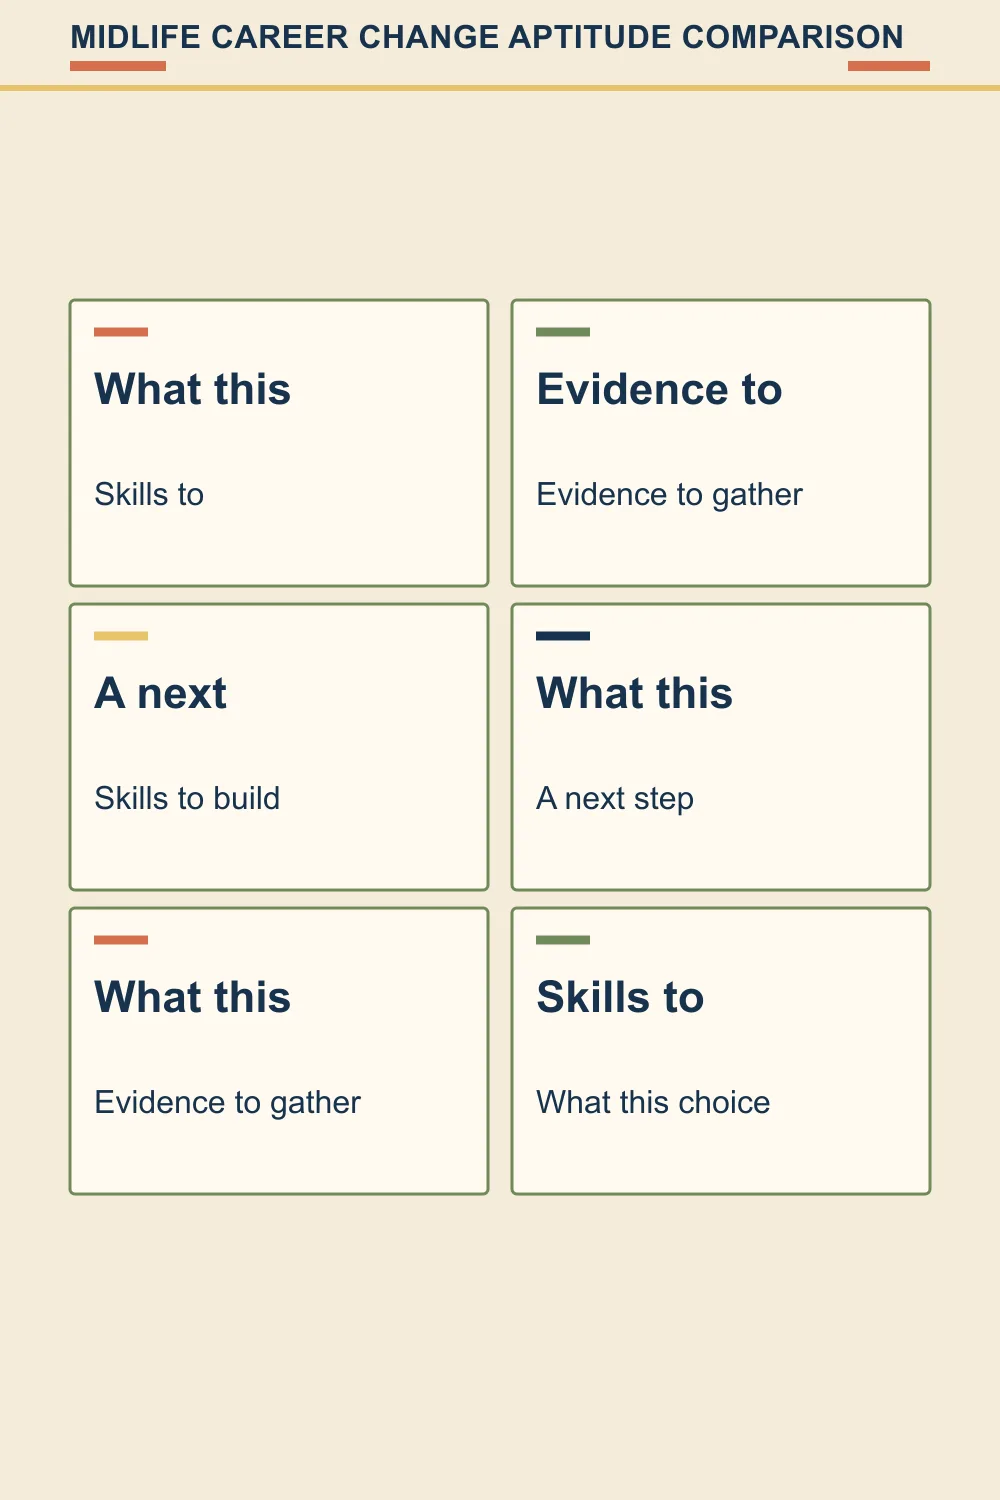 MIDLIFE CAREER CHANGE APTITUDE COMPARISON
What this
Skills to
Evidence to
Evidence to gather
A next
Skills to build
What this
A next step
What this
Evidence to gather
Skills to
What this choice